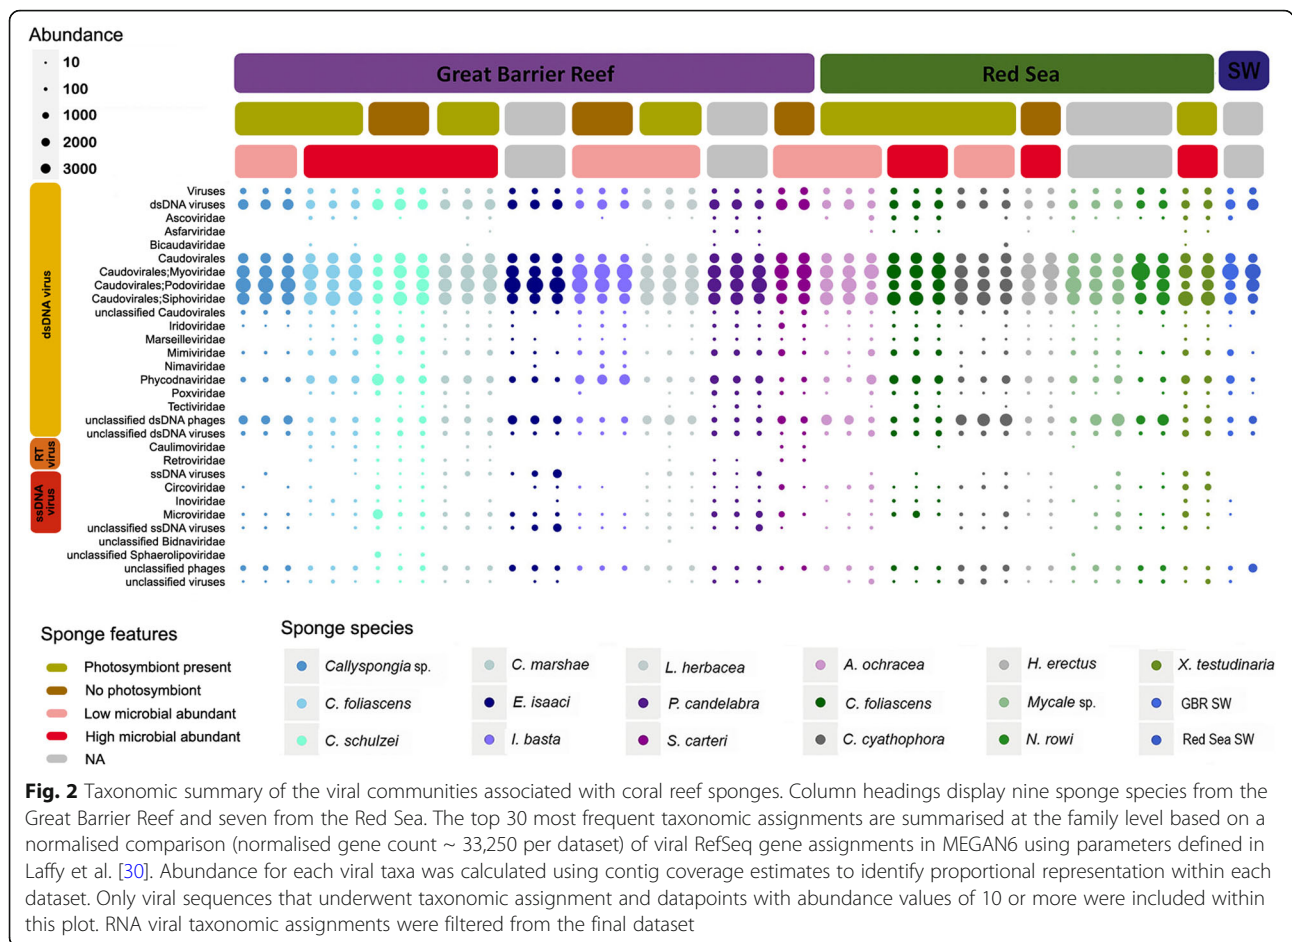 Abundance
10
100
1000
2000
3000
Great Barrier Reef
Red Sea
SW
dsDNA virus
RT virus
ssDNA virus
Viruses
dsDNA viruses
Ascoviridae
Asfarviridae
Bicaudaviridae
Caudovirales
Caudovirales;Myoviridae
Caudovirales;Podoviridae
Caudovirales;Siphoviridae
unclassified Caudovirales
Iridoviridae
Marseilleviridae
Mimiviridae
Nimaviridae
Phycodnaviridae
Poxviridae
Tectiviridae
unclassified dsDNA phages
unclassified dsDNA viruses
Caulimoviridae
Retroviridae
ssDNA viruses
Circoviridae
Inoviridae
Microviridae
unclassified ssDNA viruses
unclassified Bidnaviridae
unclassified Sphaerolipoviridae
unclassified phages
unclassified viruses
Sponge features
Photosymbiont present
No photosymbiont
Low microbial abundant
High microbial abundant
NA
Sponge species
Callyspongia sp.
C. foliascens
C. schulzei
C. marshae
E. isaaci
I. basta
L. herbacea
P. candelabra
S. carteri
A. ochracea
C. foliascens
C. cyathophora
H. erectus
Mycale sp.
N. rowi
X. testudinaria
GBR SW
Red Sea SW
Fig. 2 Taxonomic summary of the viral communities associated with coral reef sponges. Column headings display nine sponge species from the
Great Barrier Reef and seven from the Red Sea. The top 30 most frequent taxonomic assignments are summarised at the family level based on a
normalised comparison (normalised gene count ~ 33,250 per dataset) of viral RefSeq gene assignments in MEGAN6 using parameters defined in
Laffy et al. [30]. Abundance for each viral taxa was calculated using contig coverage estimates to identify proportional representation within each
dataset. Only viral sequences that underwent taxonomic assignment and datapoints with abundance values of 10 or more were included within
this plot. RNA viral taxonomic assignments were filtered from the final dataset